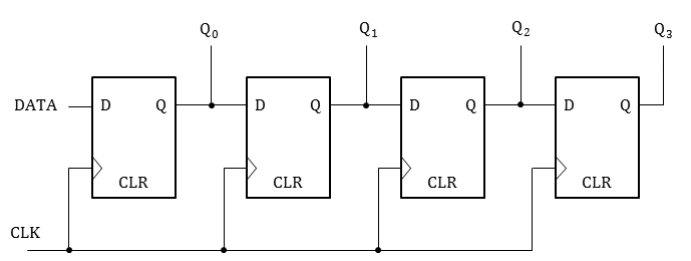 Q0 Q1 Q2 Q3
DATA D Q D Q D Q D Q
CLR CLR CLR CLR
CLK